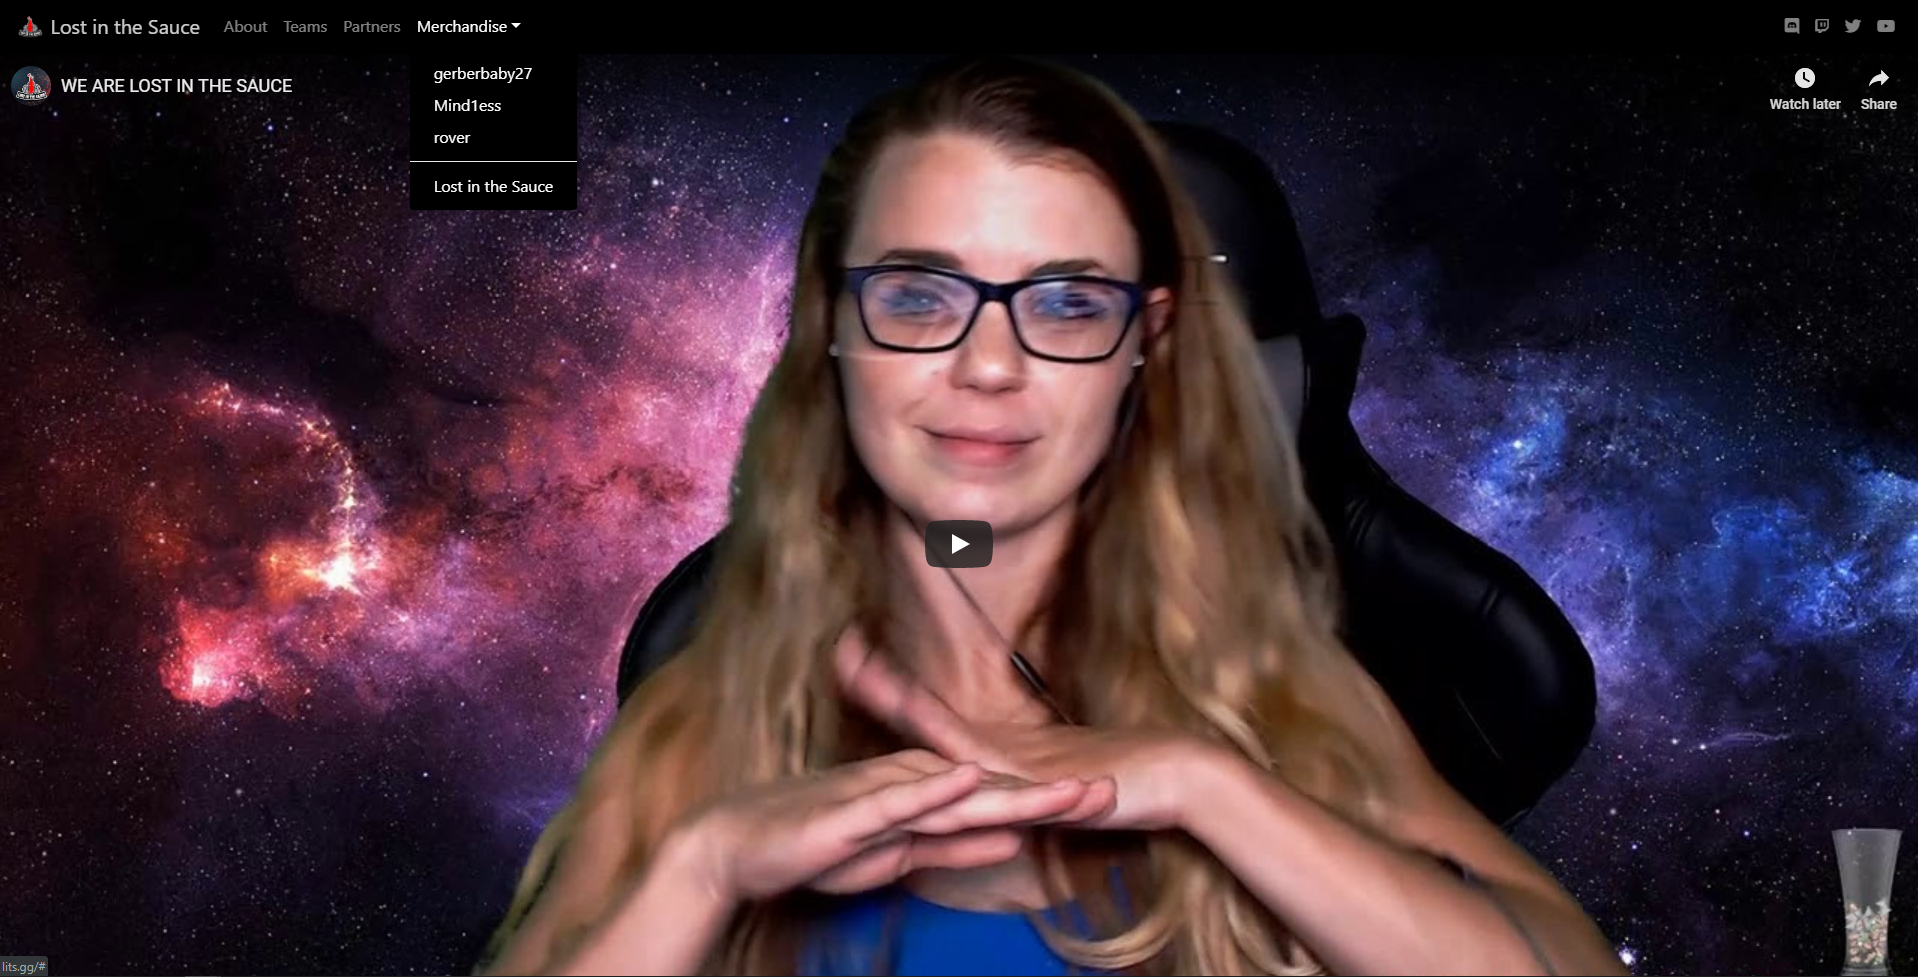 Lost in the Sauce About Teams Partners Merchandise
gerberbaby27
Mind1ess
rover
Lost in the Sauce
WE ARE LOST IN THE SAUCE
Watch later Share
lits.gg/#